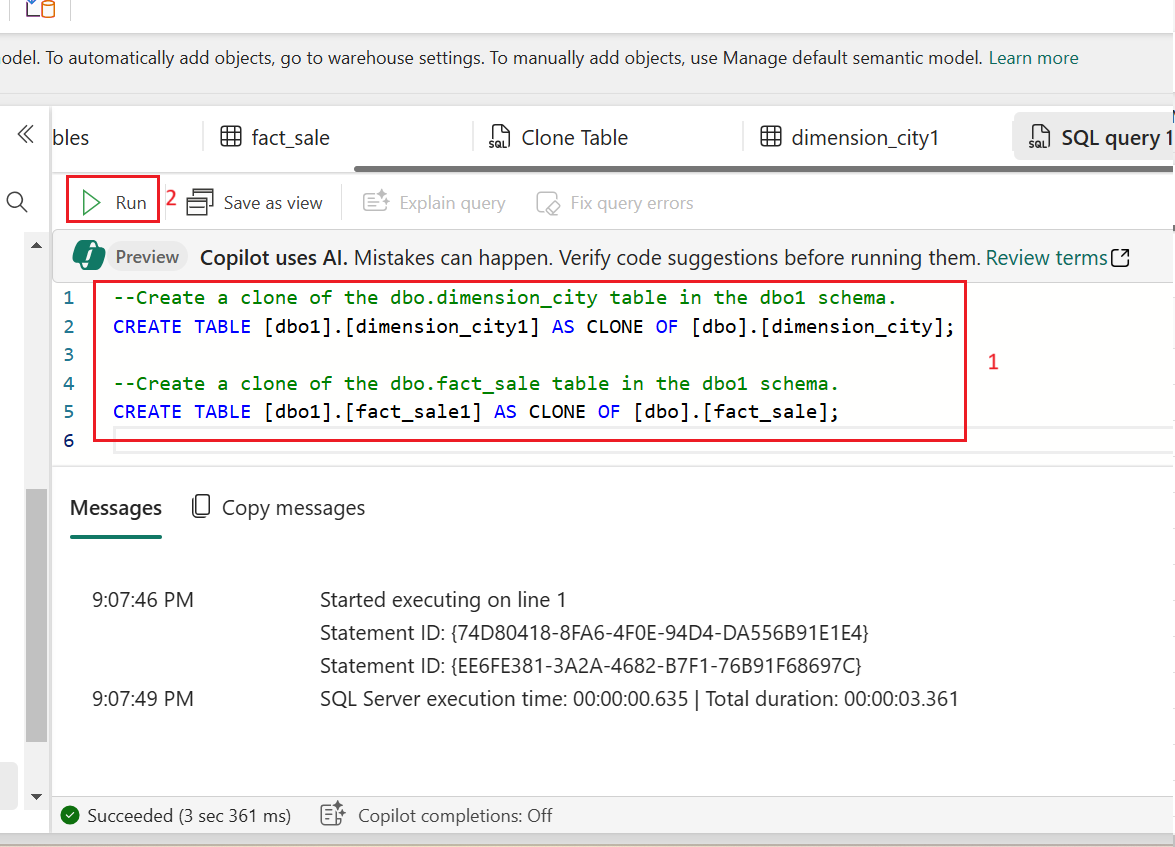 odel. To automatically add objects, go to warehouse settings. To manually add objects, use Manage default semantic model. Learn more
bles fact_sale Clone Table dimension_city1 SQL query 1
Run 2 Save as view Explain query Fix query errors
Preview Copilot uses AI. Mistakes can happen. Verify code suggestions before running them. Review terms
1 --Create a clone of the dbo.dimension_city table in the dbo1 schema.
2 CREATE TABLE [dbo1].[dimension_city1] AS CLONE OF [dbo].[dimension_city];
3
1
4 --Create a clone of the dbo.fact_sale table in the dbo1 schema.
5 CREATE TABLE [dbo1].[fact_sale1] AS CLONE OF [dbo].[fact_sale];
6
Messages Copy messages
9:07:46 PM Started executing on line 1
Statement ID: {74D80418-8FA6-4F0E-94D4-DA556B91E1E4}
Statement ID: {EE6FE381-3A2A-4682-B7F1-76B91F68697C}
9:07:49 PM SQL Server execution time: 00:00:00.635 | Total duration: 00:00:03.361
Succeeded (3 sec 361 ms) Copilot completions: Off